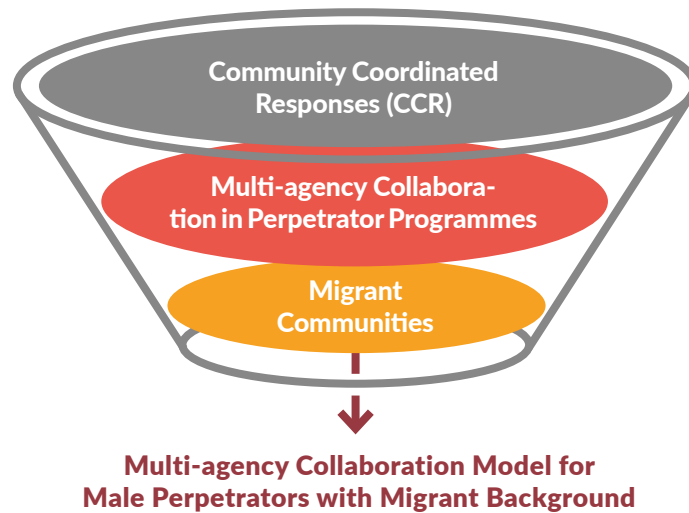 Community Coordinated
Responses (CCR)
Multi-agency Collabora-
tion in Perpetrator Programmes
Migrant
Communities
Multi-agency Collaboration Model for
Male Perpetrators with Migrant Background